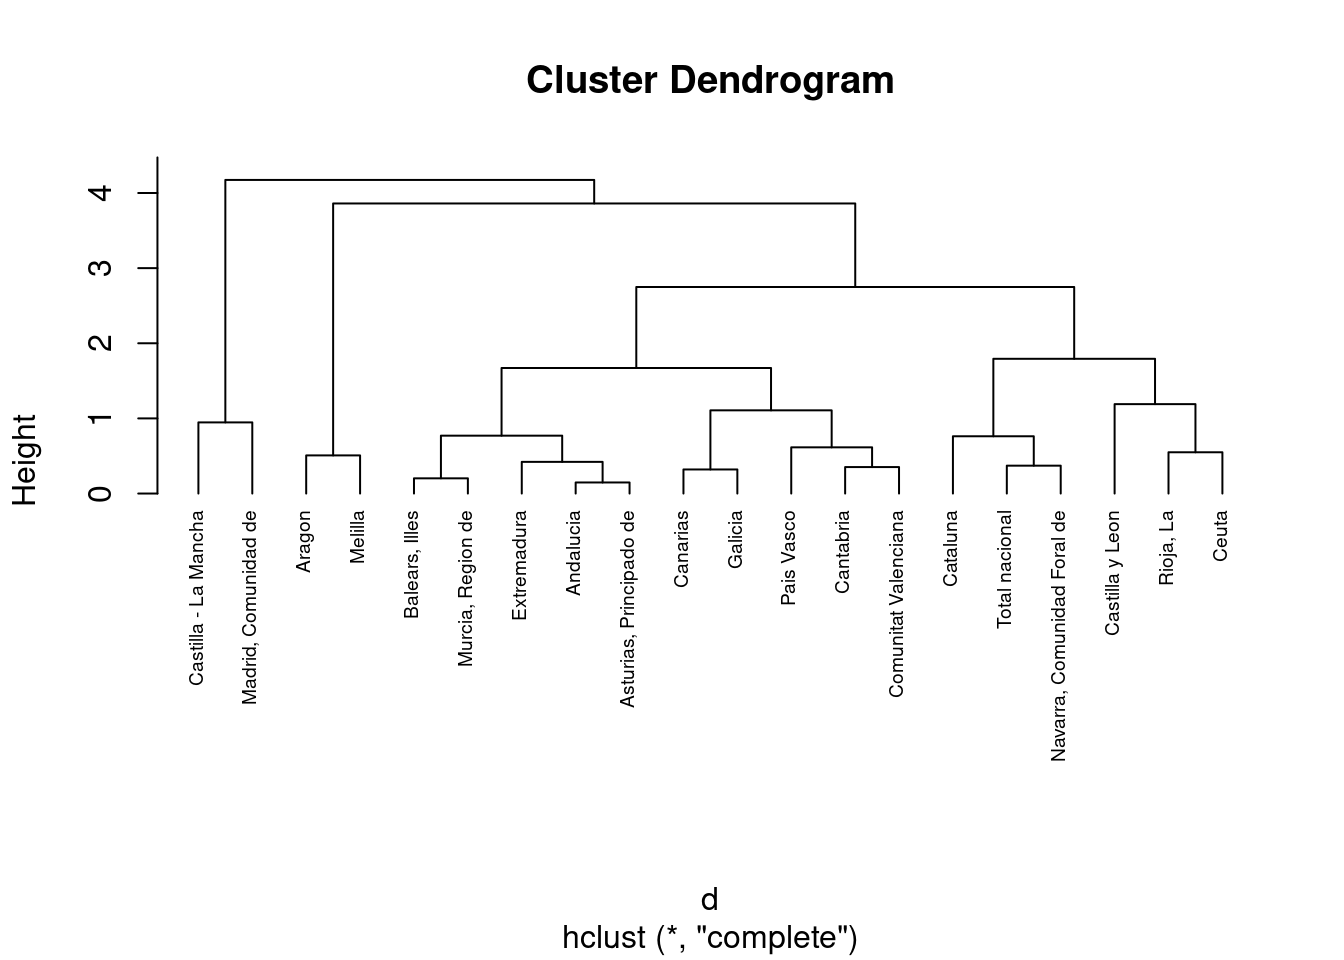 Cluster Dendrogram
Height
4
3
2
1
0
Castilla - La Mancha
Madrid, Comunidad de
Aragon
Melilla
Balears, Illes
Murcia, Region de
Extremadura
Andalucia
Asturias, Principado de
Canarias
Galicia
Pais Vasco
Cantabria
Comunitat Valenciana
Cataluna
Total nacional
Navarra, Comunidad Foral de
Castilla y Leon
Rioja, La
Ceuta
d
hclust (*, "complete")